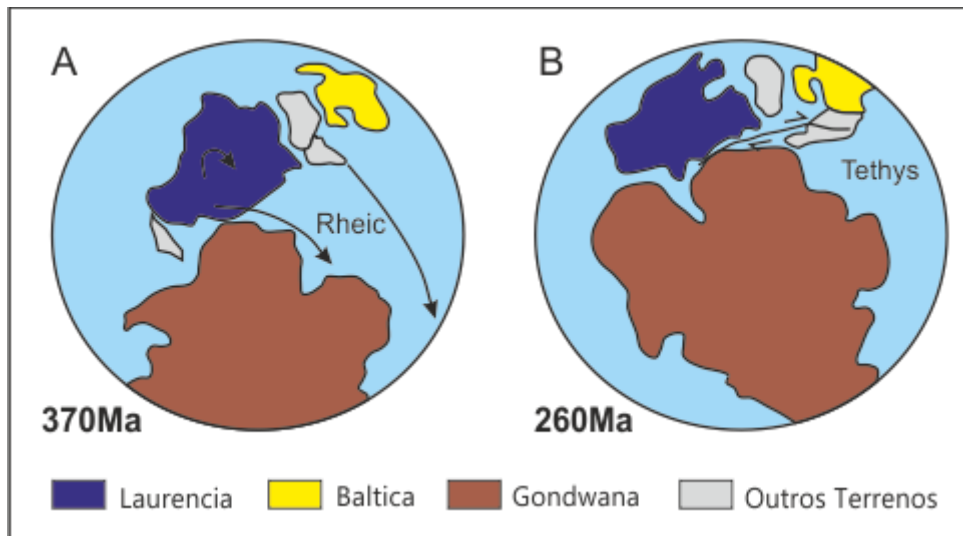 A
B
Rheic
Tethys
370Ma
260Ma
Laurencia
Baltica
Gondwana
Outros Terrenos